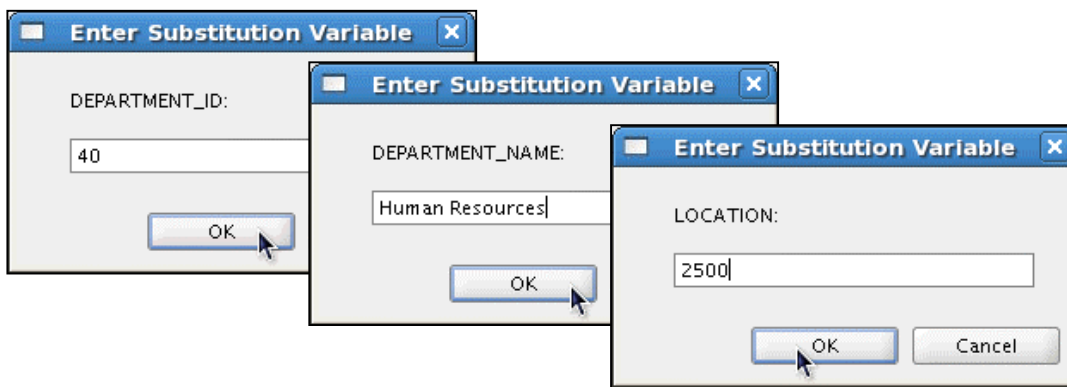 Enter Substitution Variable
DEPARTMENT_ID:
40
OK
Enter Substitution Variable
DEPARTMENT_NAME:
Human Resources
OK
Enter Substitution Variable
LOCATION:
2500
OK
Cancel